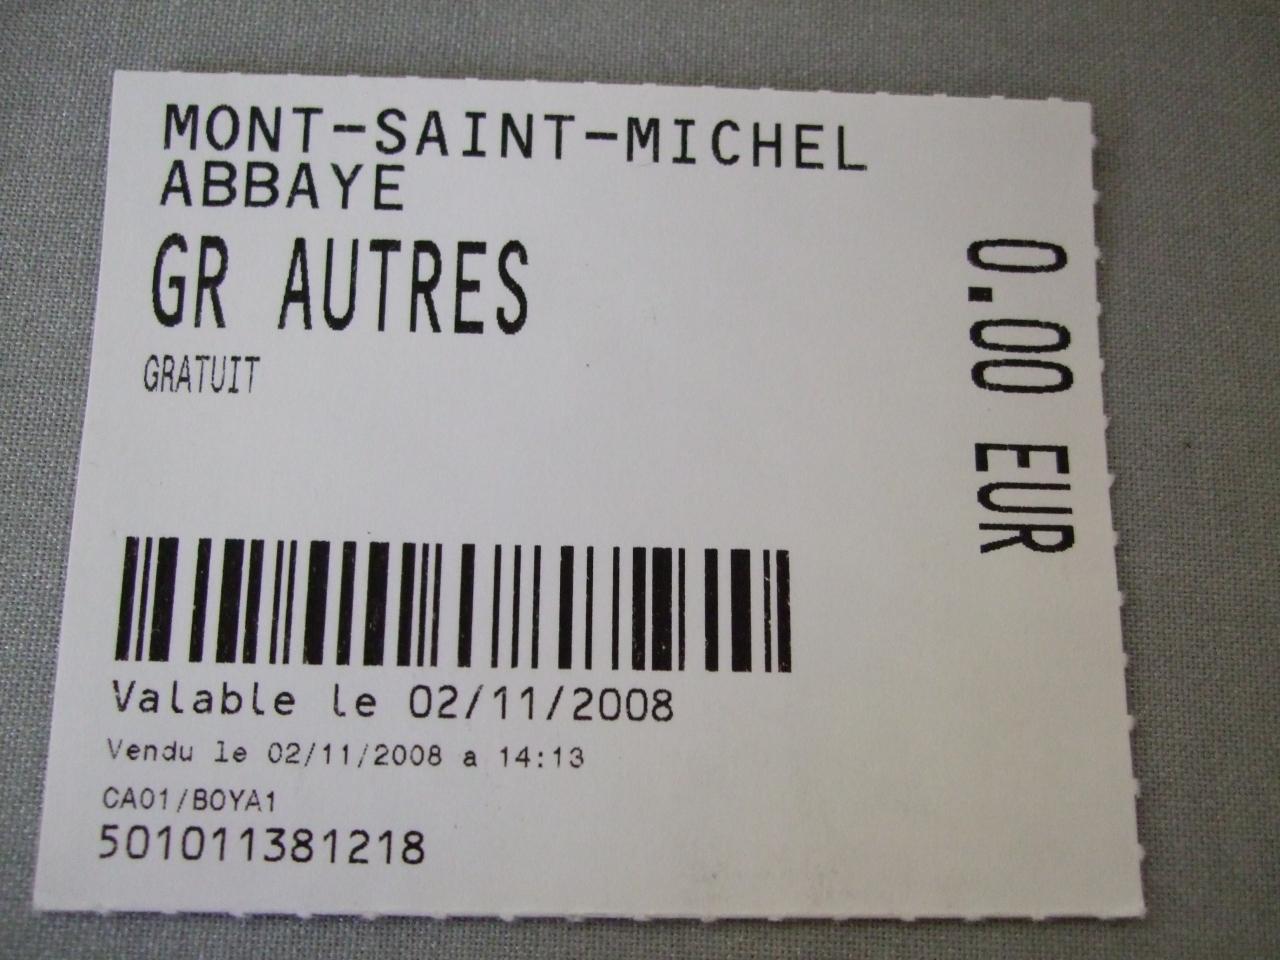 MONT-SAINT-MICHEL
ABBAYE
GR AUTRES
GRATUIT
0.00 EUR
Valable le 02/11/2008
Vendu le 02/11/2008 a 14:13
CA01/BOYA1
501011381218